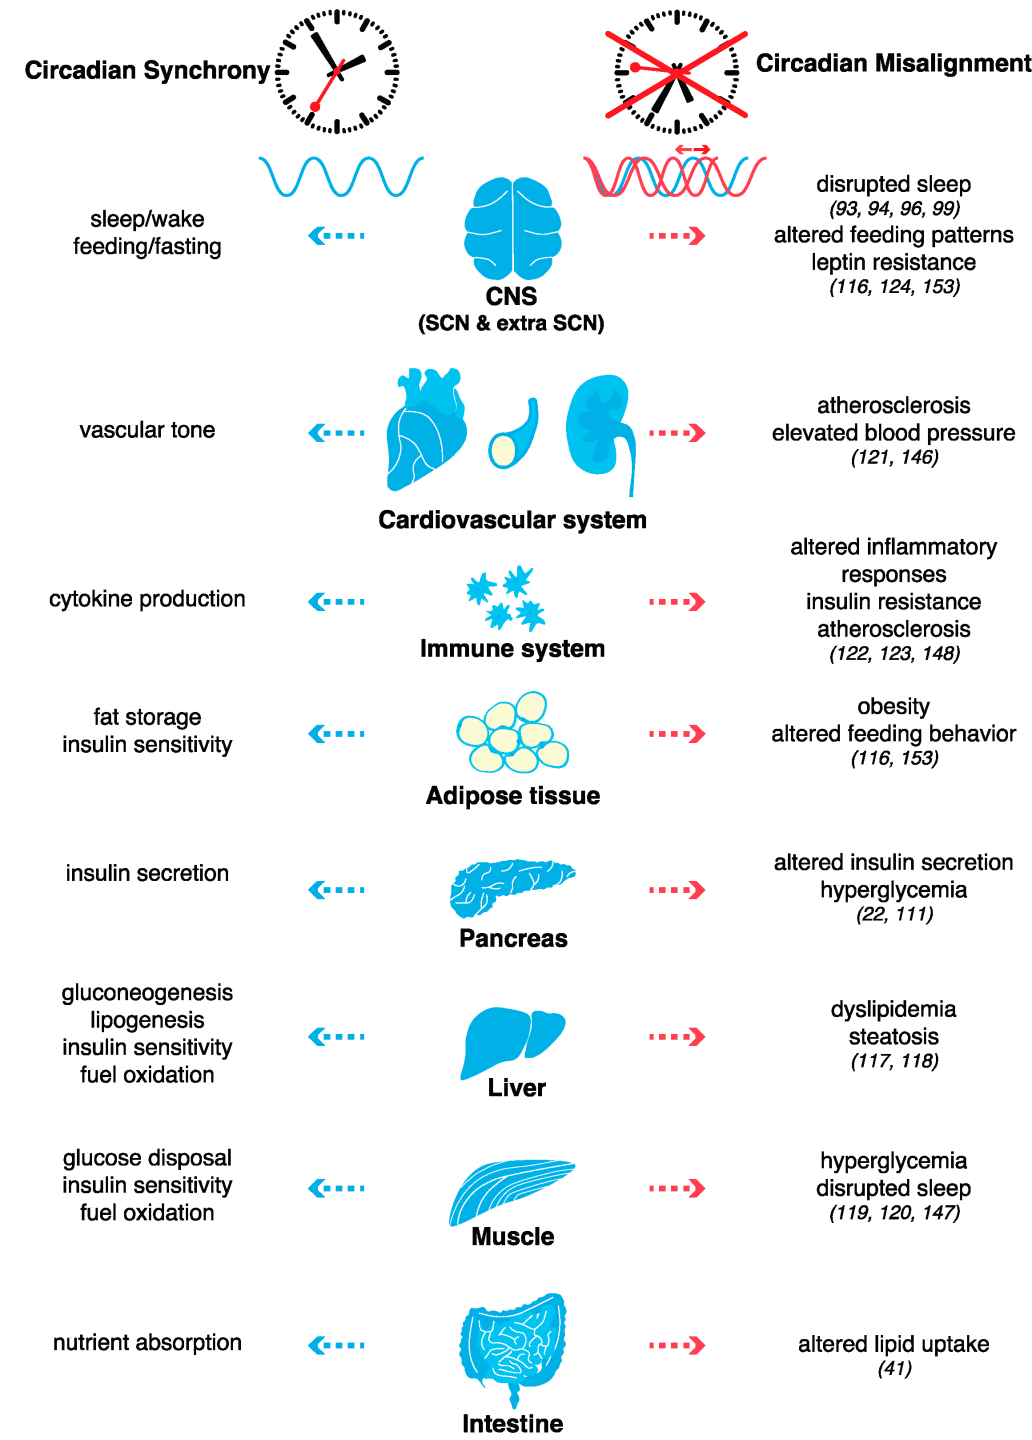 Circadian Synchrony
Circadian Misalignment
sleep/wake
feeding/fasting
CNS
(SCN & extra SCN)
disrupted sleep
(93, 94, 96, 99)
altered feeding patterns
leptin resistance
(116, 124, 153)
vascular tone
Cardiovascular system
atherosclerosis
elevated blood pressure
(121, 146)
cytokine production
Immune system
altered inflammatory
responses
insulin resistance
atherosclerosis
(122, 123, 148)
fat storage
insulin sensitivity
Adipose tissue
obesity
altered feeding behavior
(116, 153)
insulin secretion
Pancreas
altered insulin secretion
hyperglycemia
(22, 111)
gluconeogenesis
lipogenesis
insulin sensitivity
fuel oxidation
Liver
dyslipidemia
steatosis
(117, 118)
glucose disposal
insulin sensitivity
fuel oxidation
Muscle
hyperglycemia
disrupted sleep
(119, 120, 147)
nutrient absorption
Intestine
altered lipid uptake
(41)